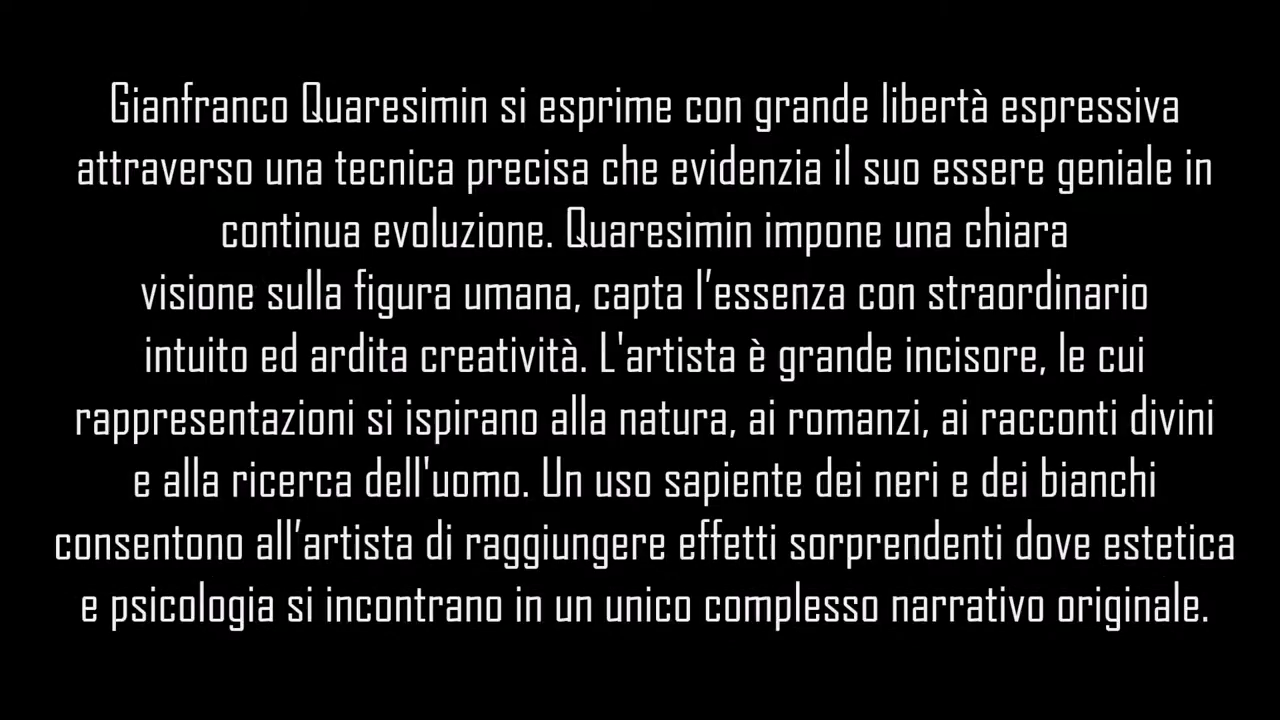 Gianfranco Quaresimin si esprime con grande libertà espressiva
attraverso una tecnica precisa che evidenzia il suo essere geniale in
continua evoluzione. Quaresimin impone una chiara
visione sulla figura umana, capta l’essenza con straordinario
intuito ed ardita creatività. L'artista è grande incisore, le cui
rappresentazioni si ispirano alla natura, ai romanzi, ai racconti divini
e alla ricerca dell'uomo. Un uso sapiente dei neri e dei bianchi
consentono all’artista di raggiungere effetti sorprendenti dove estetica
e psicologia si incontrano in un unico complesso narrativo originale.